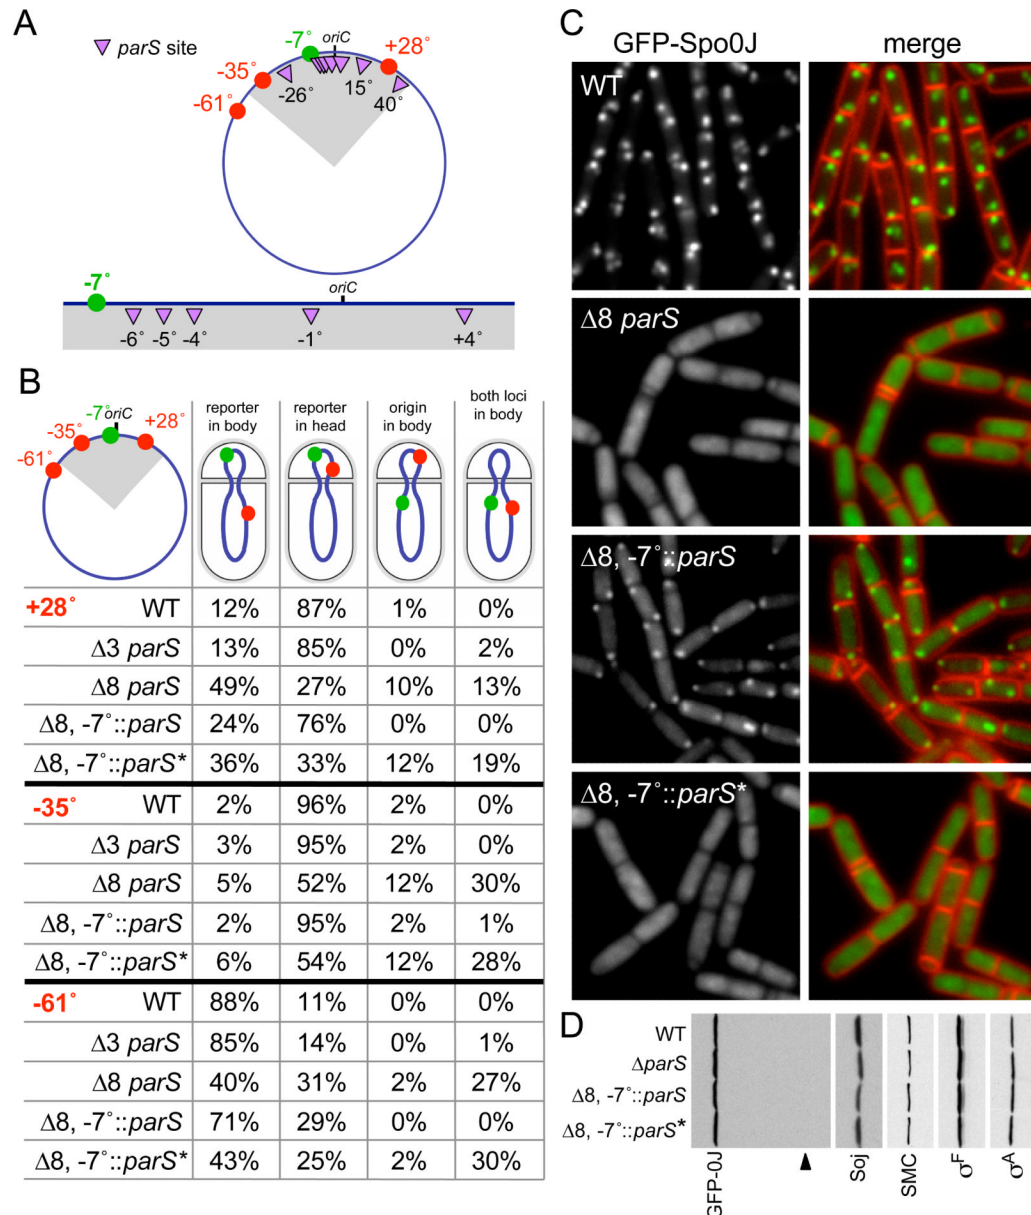 A
parS site
-7°
oriC
+28°
-35°
-61°
-26°
15°
40°
-7°
oriC
-6°
-5°
-4°
-1°
+4°
B
-7°
oriC
+28°
-35°
-61°
reporter in body
reporter in head
origin in body
both loci in body
+28° WT 12% 87% 1% 0%
Δ3 parS 13% 85% 0% 2%
Δ8 parS 49% 27% 10% 13%
Δ8, -7°::parS 24% 76% 0% 0%
Δ8, -7°::parS* 36% 33% 12% 19%
-35° WT 2% 96% 2% 0%
Δ3 parS 3% 95% 2% 0%
Δ8 parS 5% 52% 12% 30%
Δ8, -7°::parS 2% 95% 2% 1%
Δ8, -7°::parS* 6% 54% 12% 28%
-61° WT 88% 11% 0% 0%
Δ3 parS 85% 14% 0% 1%
Δ8 parS 40% 31% 2% 27%
Δ8, -7°::parS 71% 29% 0% 0%
Δ8, -7°::parS* 43% 25% 2% 30%
C
GFP-Spo0J merge
WT
Δ8 parS
Δ8, -7°::parS
Δ8, -7°::parS*
D
WT
ΔparS
Δ8, -7°::parS
Δ8, -7°::parS*
GFP-0J
Soj
SMC
σF
σA